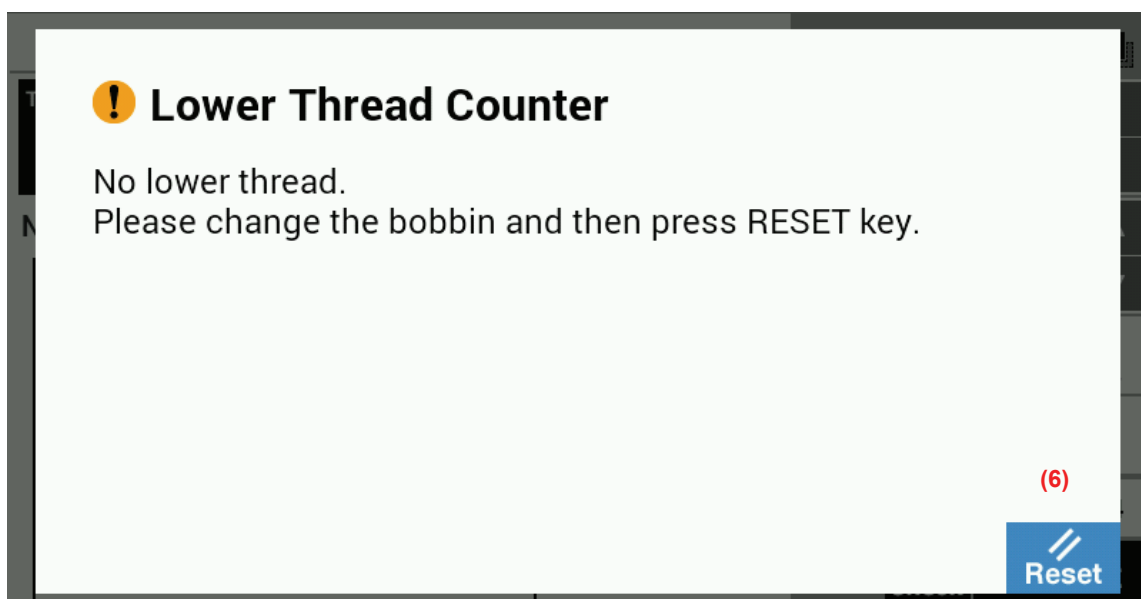 Lower Thread Counter
No lower thread.
Please change the bobbin and then press RESET key.
(6)
Reset